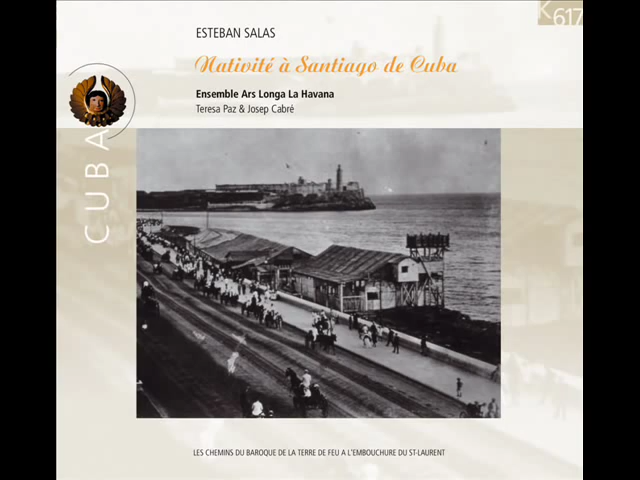 K617
ESTEBAN SALAS
Nativité à Santiago de Cuba
Ensemble Ars Longa La Havana
Teresa Paz & Josep Cabré
CUBA
LES CHEMINS DU BAROQUE DE LA TERRE DE FEU A L'EMBOUCHURE DU ST-LAURENT